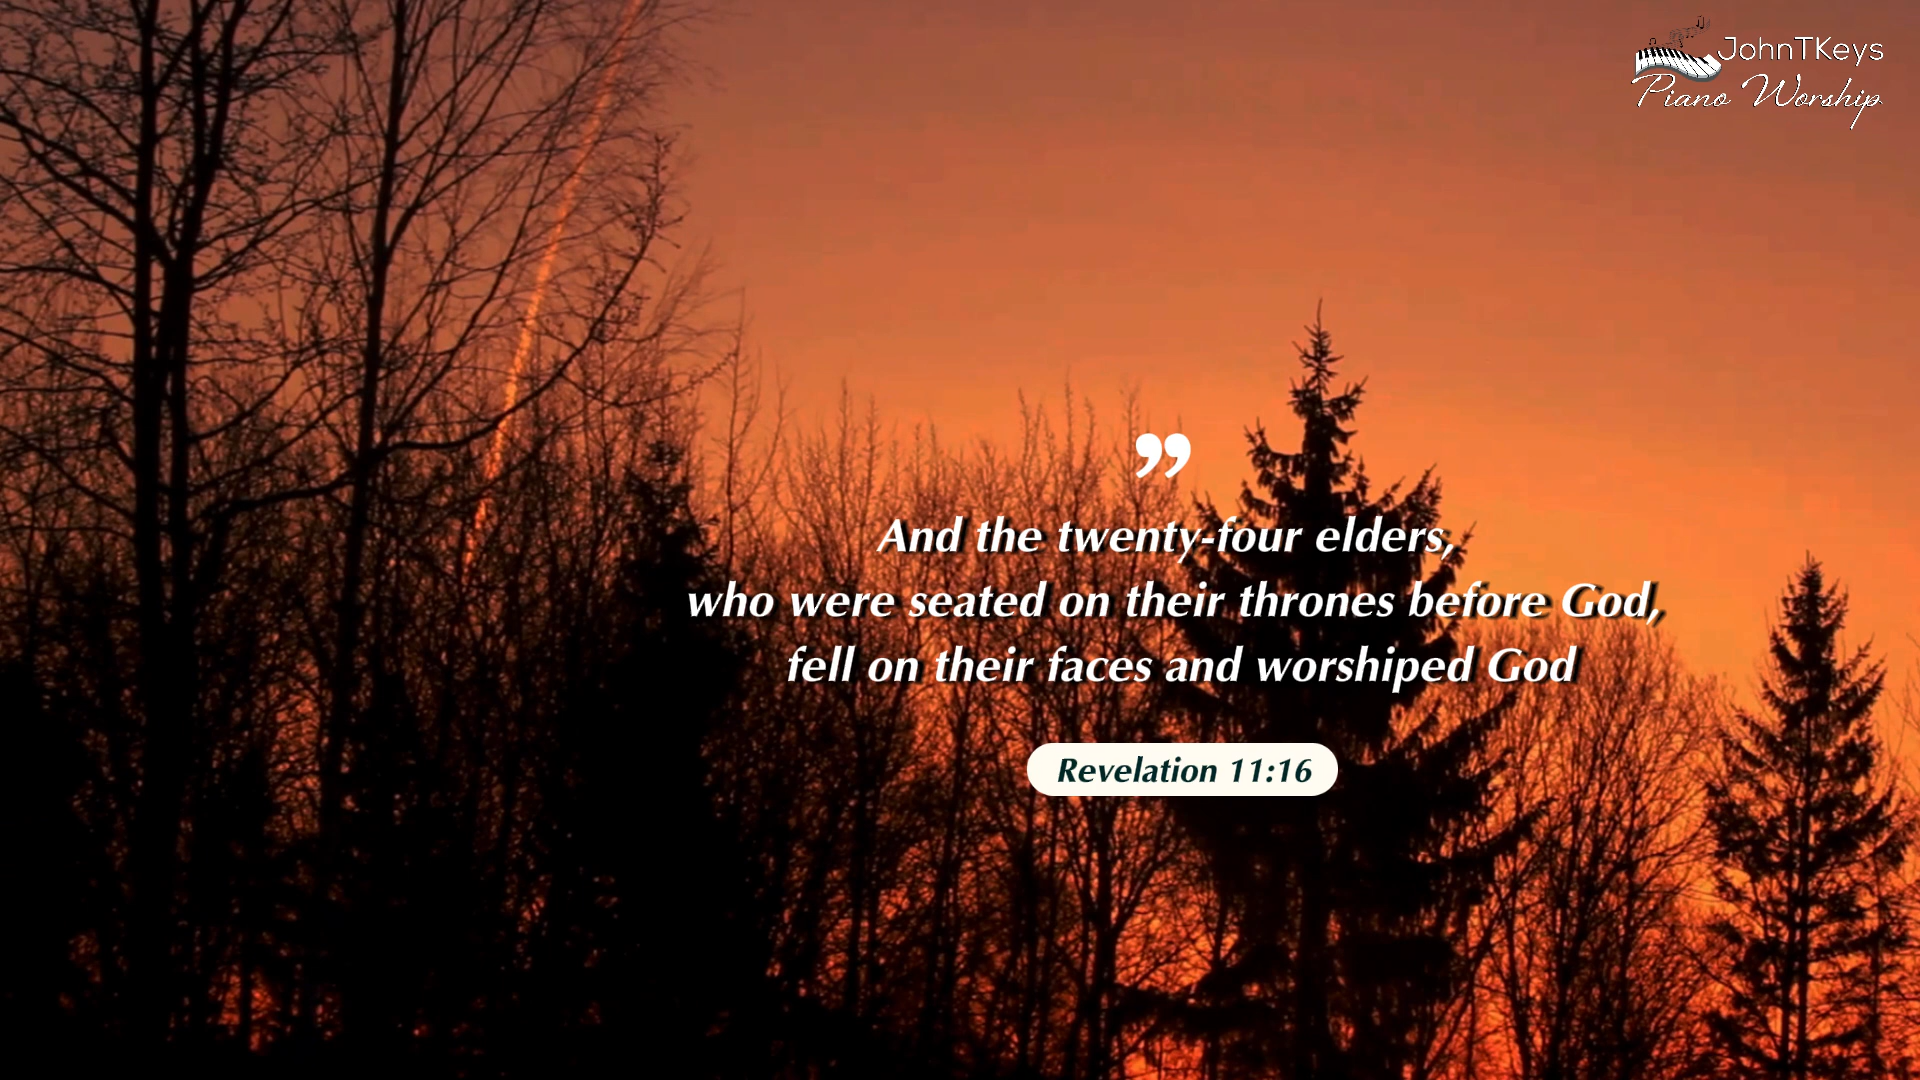 JohnTKeys
Piano Worship
”
And the twenty-four elders,
who were seated on their thrones before God,
fell on their faces and worshiped God
Revelation 11:16